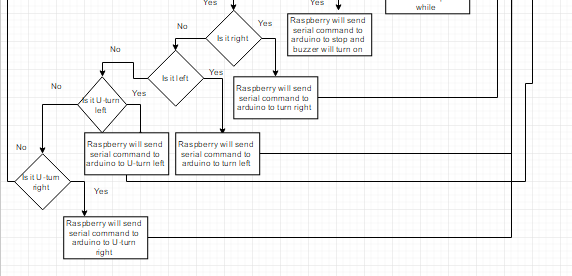 Yes
Yes
while
No
Yes
Is it right
Raspberry will send
serial command to
arduino to stop and
buzzer will turn on
No
Is it left
Yes
Raspberry will send
serial command to
arduino to turn right
No
Is it U-turn
left
Yes
Raspberry will send
serial command to
arduino to U-turn left
Raspberry will send
serial command to
arduino to turn left
No
Is it U-turn
right
Yes
Raspberry will send
serial command to
arduino to U-turn
right